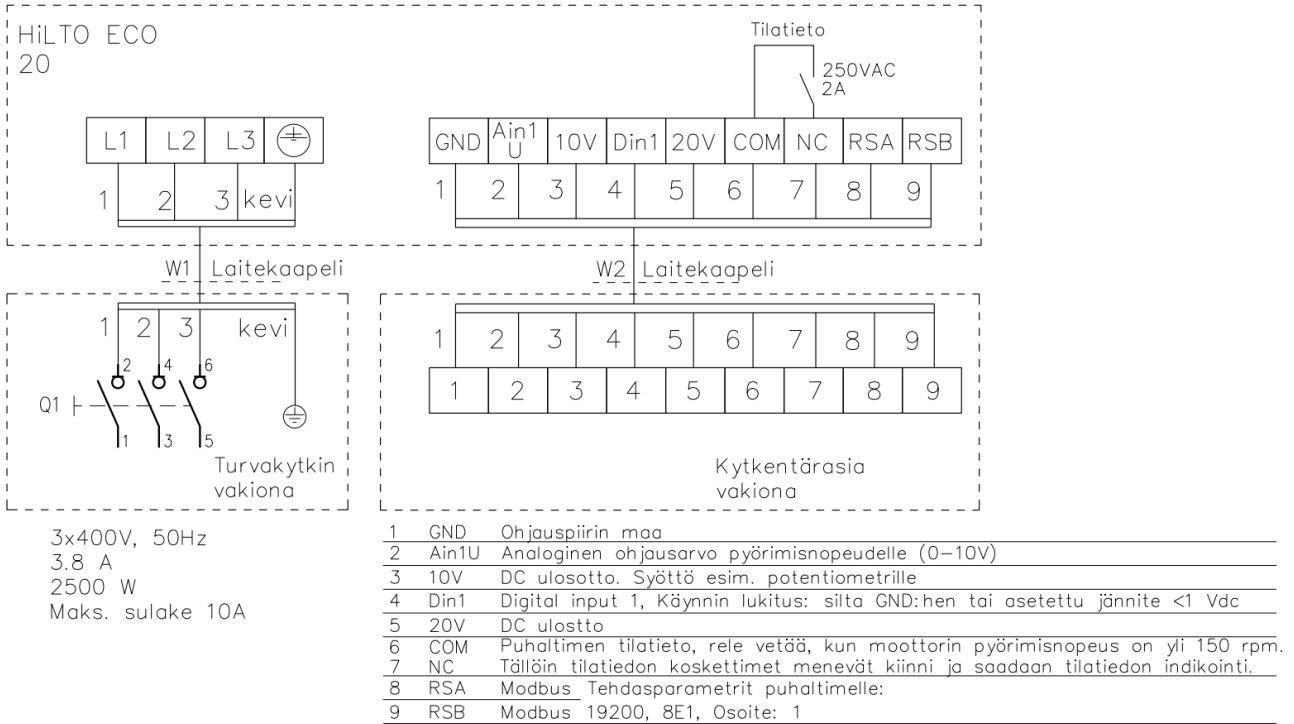 HiLTO ECO
20
Tilatieto
250VAC
2A
L1 L2 L3
GND Ain1 U 10V Din1 20V COM NC RSA RSB
1 2 3 kevi
1 2 3 4 5 6 7 8 9
W1 Laitekaapeli
W2 Laitekaapeli
1 2 3 kevi
2 4 6
Q1
1 3 5
Turvakytkin
vakiona
1 2 3 4 5 6 7 8 9
1 2 3 4 5 6 7 8 9
Kytkentärasia
vakiona
3x400V, 50Hz
3.8 A
2500 W
Maks. sulake 10A
1 GND Ohjauspiirin maa
2 Ain1U Analoginen ohjausarvo pyörimisnopeudelle (0–10V)
3 10V DC ulosotto. Syöttö esim. potentiometrille
4 Din1 Digital input 1, Käynnin lukitus: silta GND:hen tai asetettu jännite <1 Vdc
5 20V DC ulostto
6 COM Puhaltimen tilatieto, rele vetää, kun moottorin pyörimisnopeus on yli 150 rpm.
7 NC Tällöin tilatiedon koskettimet menevät kiinni ja saadaan tilatiedon indikointi.
8 RSA Modbus Tehdasparametrit puhaltimelle:
9 RSB Modbus 19200, 8E1, Osoite: 1